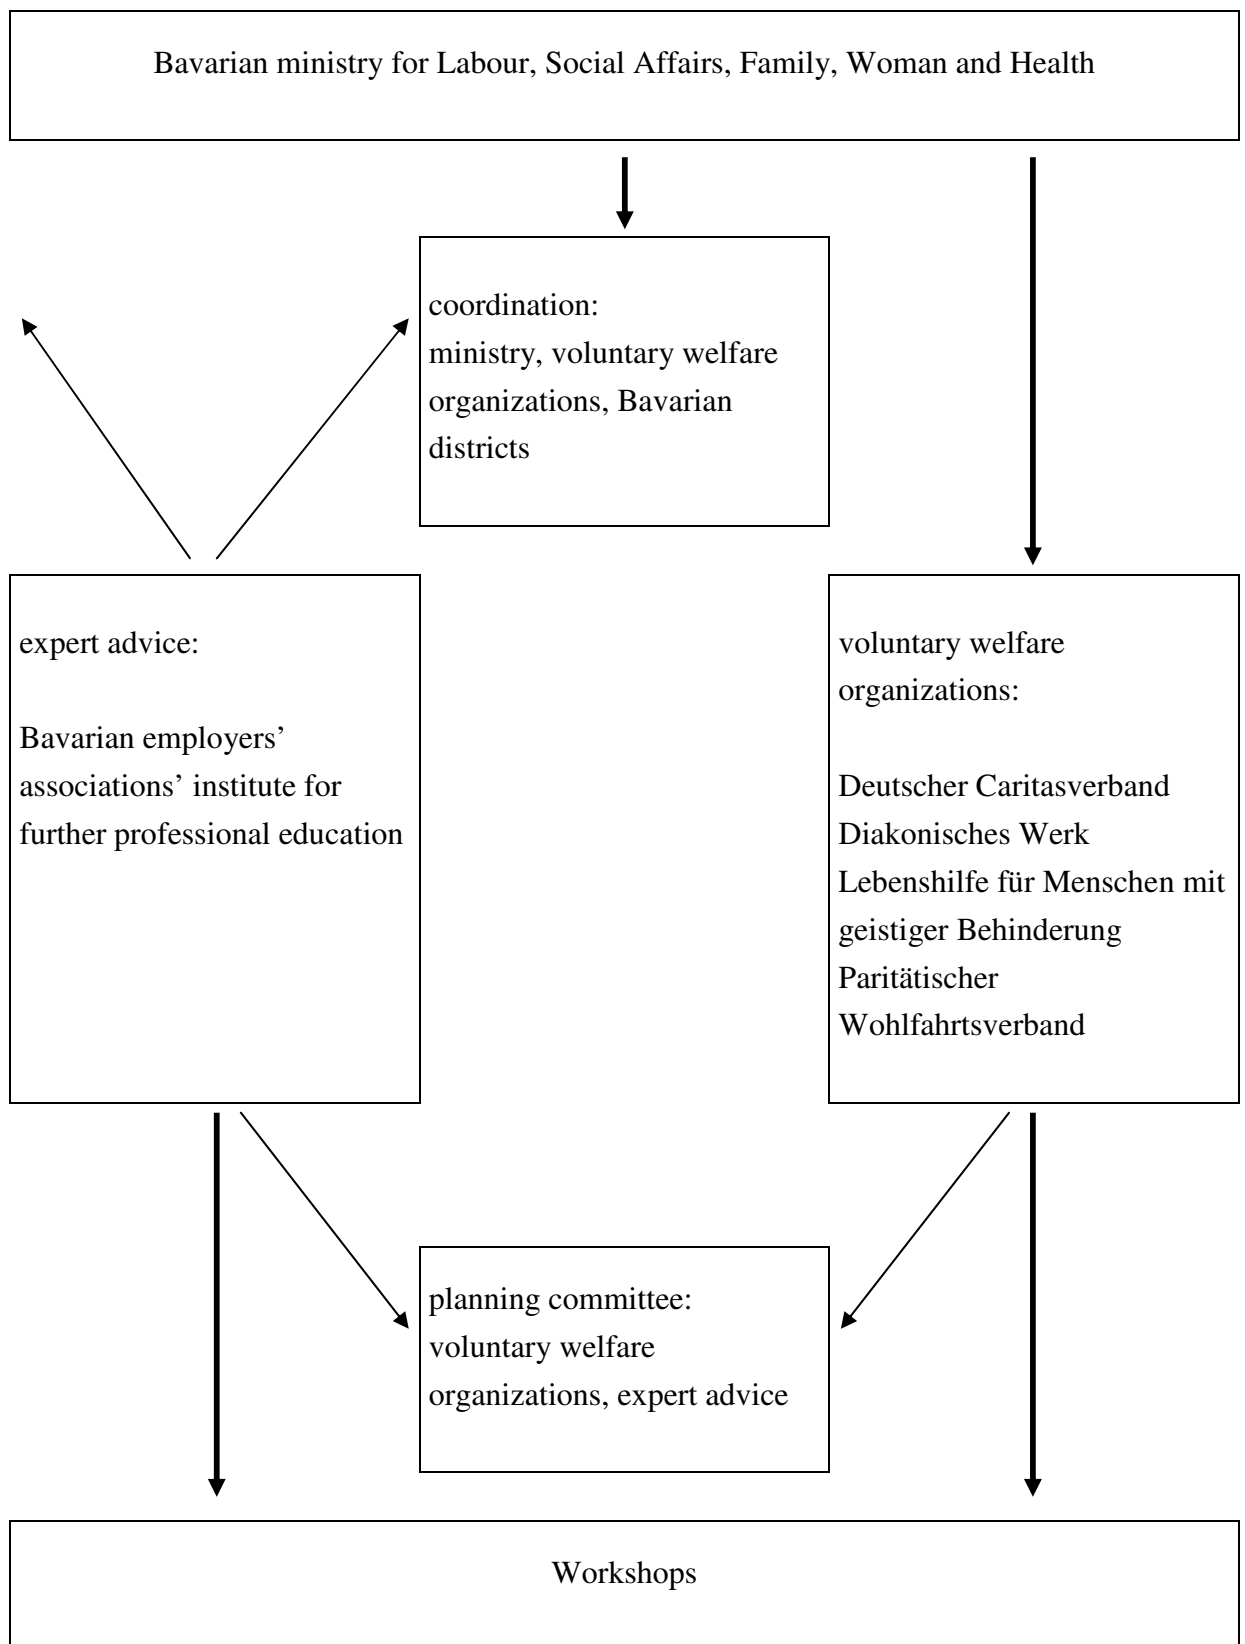 Bavarian ministry for Labour, Social Affairs, Family, Woman and Health
coordination:
ministry, voluntary welfare
organizations, Bavarian
districts
expert advice:
Bavarian employers’
associations’ institute for
further professional education
voluntary welfare
organizations:
Deutscher Caritasverband
Diakonisches Werk
Lebenshilfe für Menschen mit
geistiger Behinderung
Paritätischer
Wohlfahrtsverband
planning committee:
voluntary welfare
organizations, expert advice
Workshops